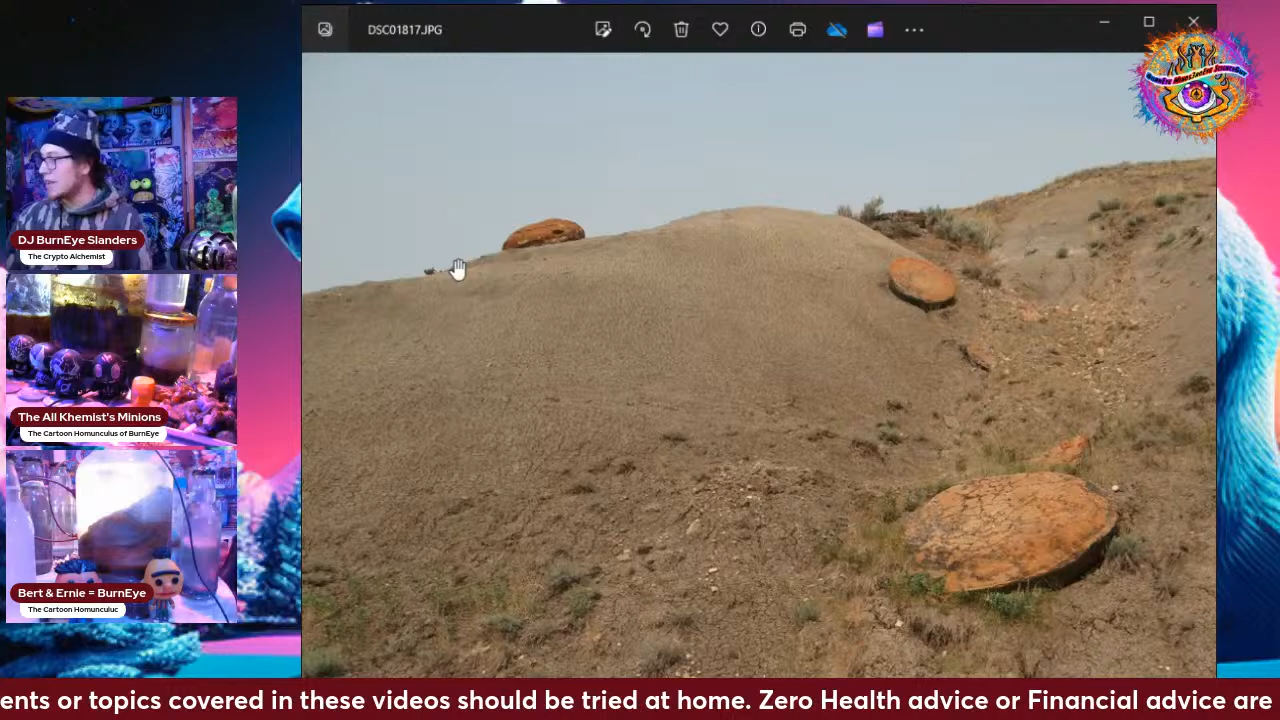 DSC01817.JPG
DJ BurnEye Slanders
The Crypto Alchemist
The All Khemist's Minions
The Cartoon Homunculus of BurnEye
Bert & Ernie = BurnEye
The Cartoon Homunculuc
ents or topics covered in these videos should be tried at home. Zero Health advice or Financial advice are